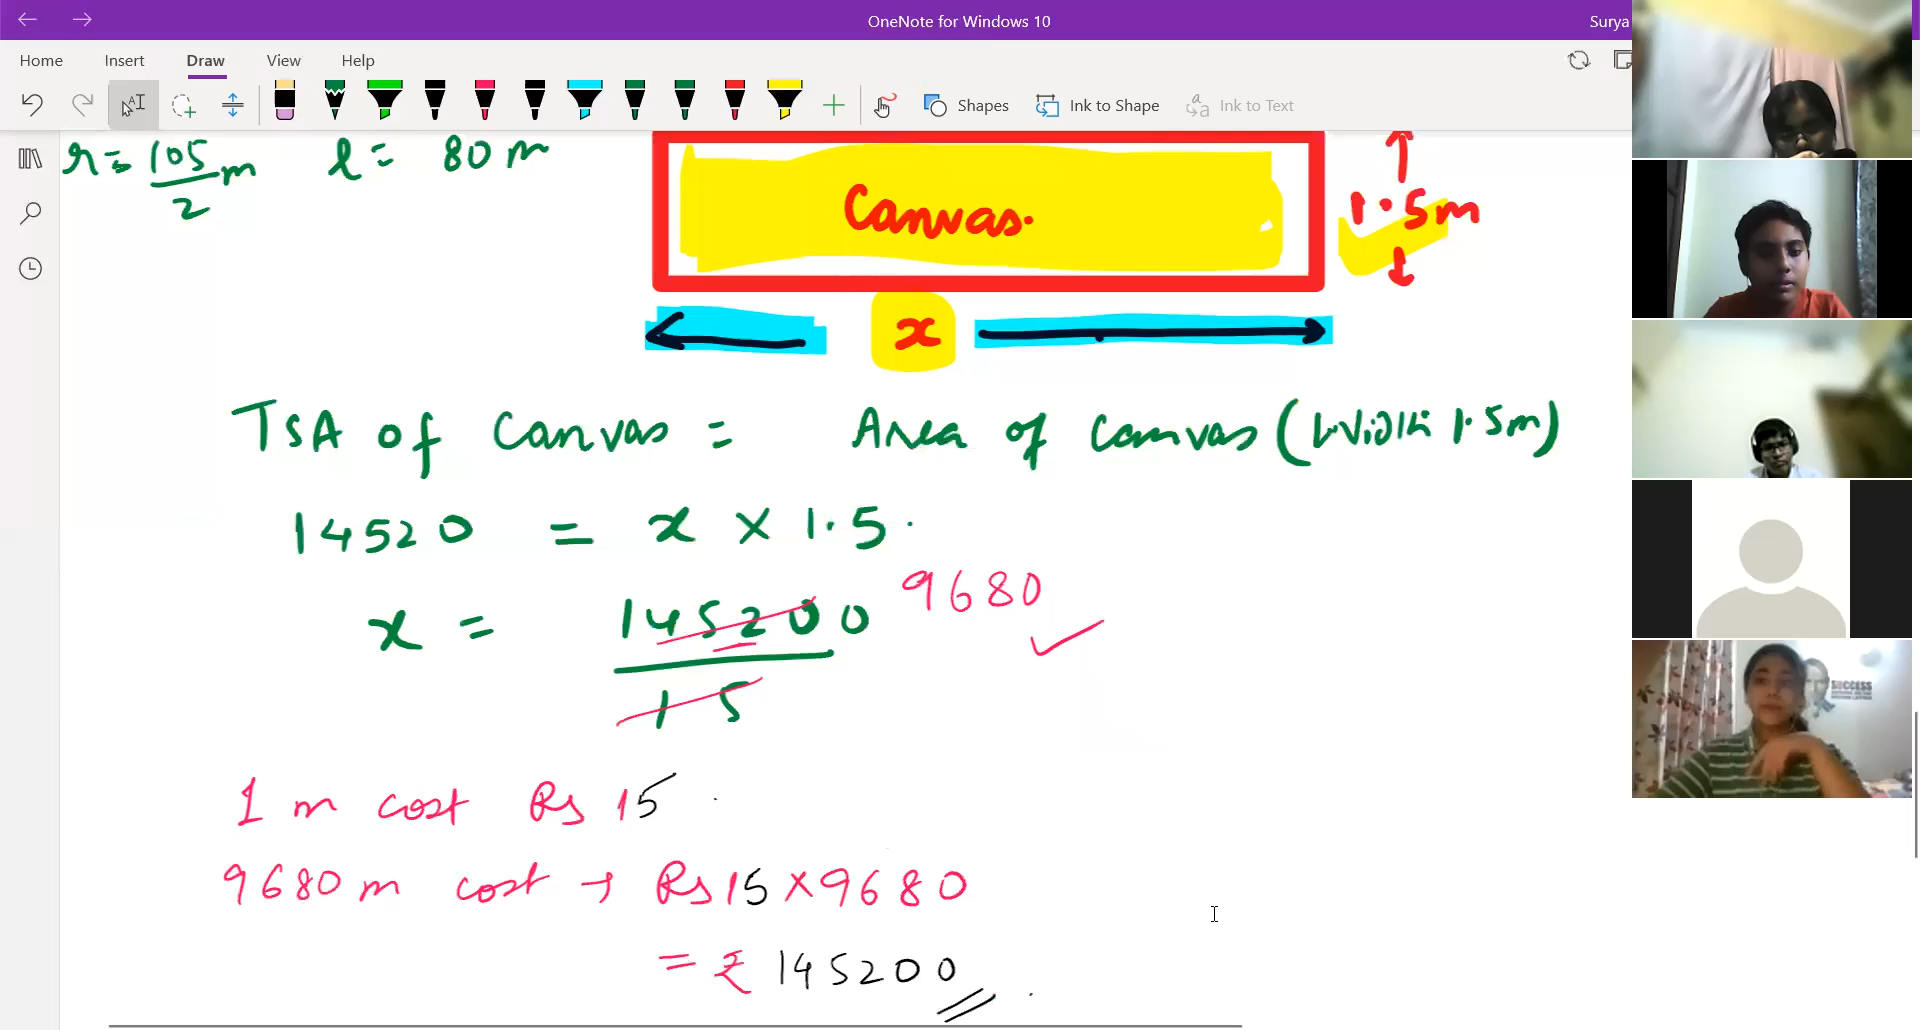 OneNote for Windows 10
Surya
Home Insert Draw View Help
Shapes Ink to Shape Ink to Text
r = 105/2 m l = 80 m
Canvas.
1.5m
x
TSA of Canvas = Area of canvas (Width 1.5m)
14520 = x × 1.5
x = 145200/15 9680
1 m cost Rs 15
9680 m cost → Rs 15 × 9680
= ₹ 145200
SUCCESS